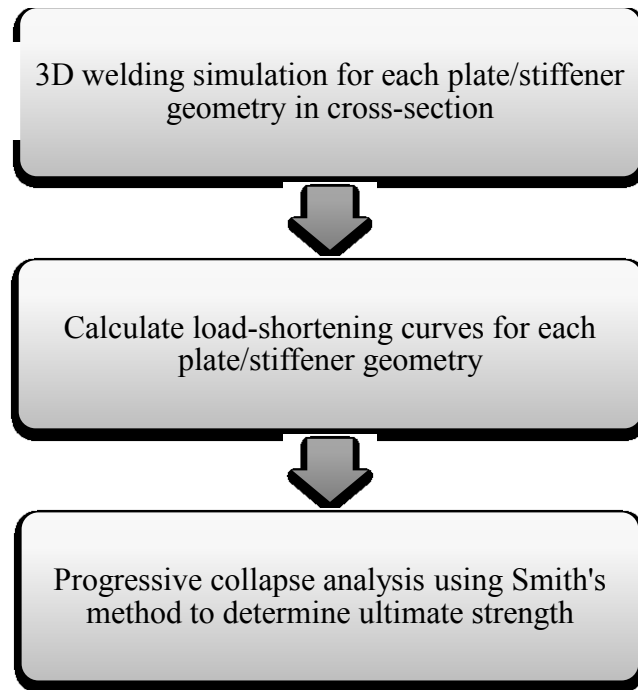 3D welding simulation for each plate/stiffener
geometry in cross-section
Calculate load-shortening curves for each
plate/stiffener geometry
Progressive collapse analysis using Smith's
method to determine ultimate strength